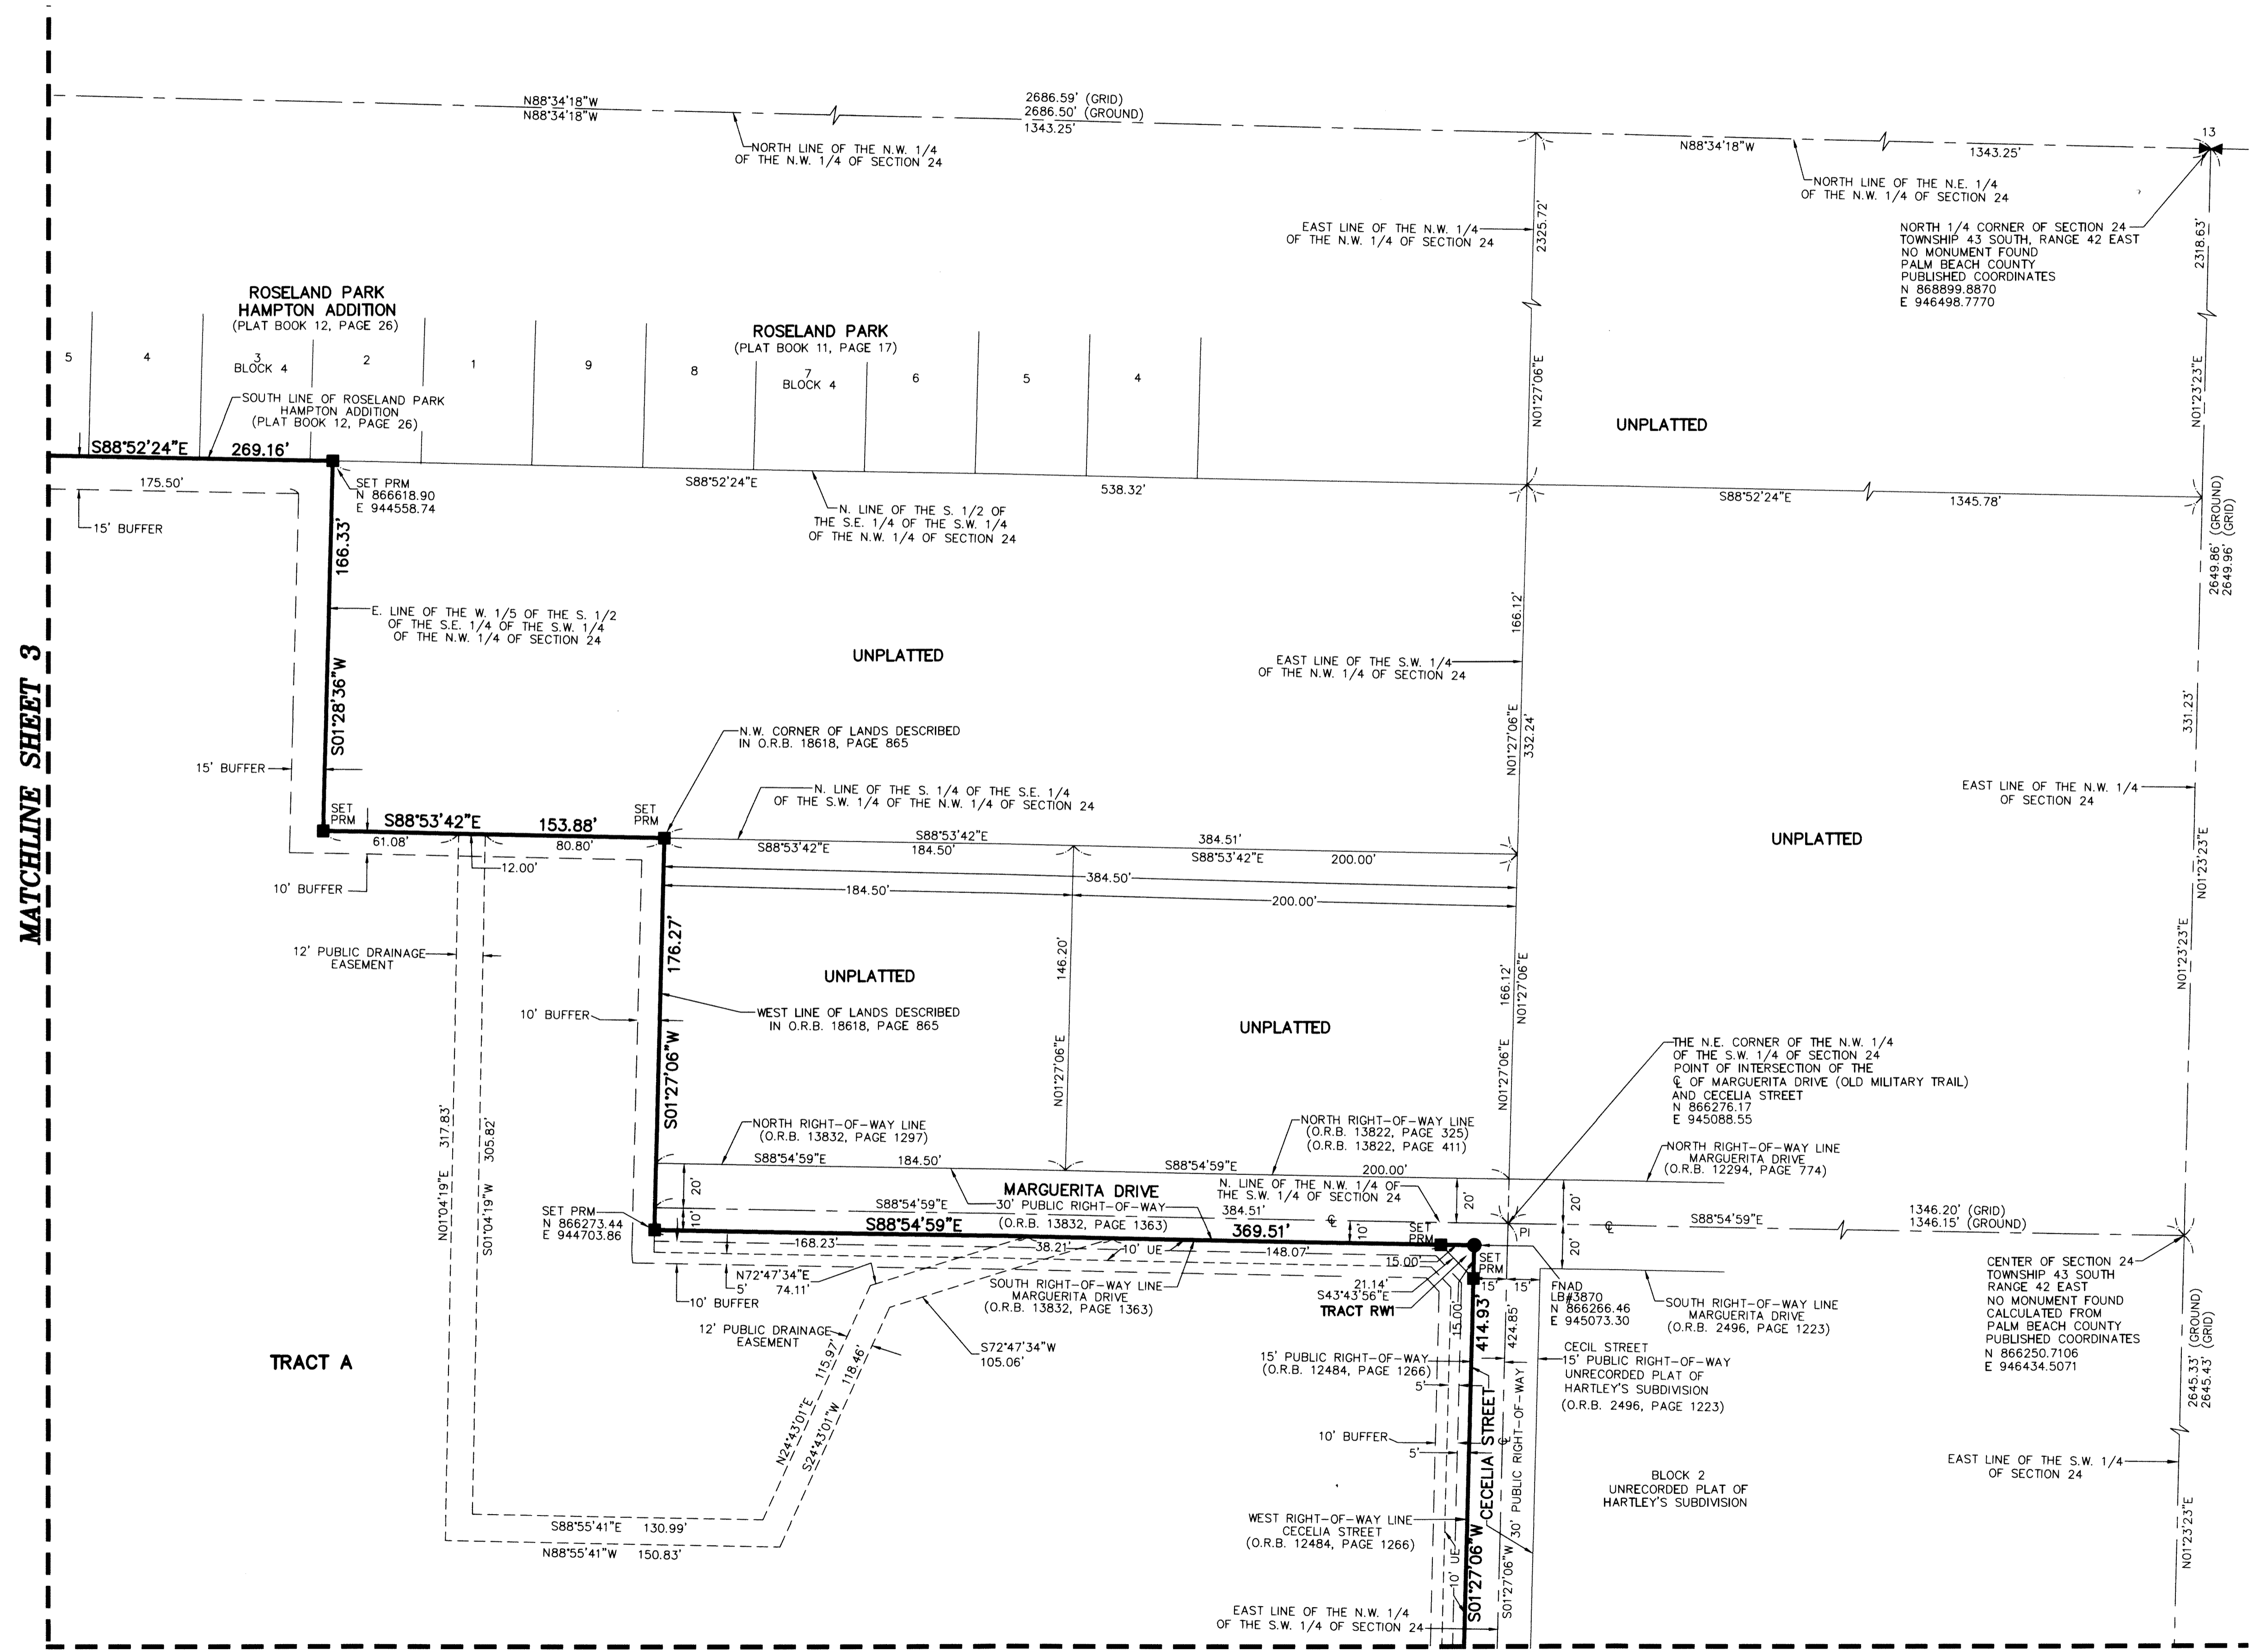 N88°34'18"W
N88°34'18"W
2686.59' (GRID)
2686.50' (GROUND)
1343.25'
NORTH LINE OF THE N.W. 1/4
OF THE N.W. 1/4 OF SECTION 24
N88°34'18"W
1343.25'
13
NORTH LINE OF THE N.E. 1/4
OF THE N.W. 1/4 OF SECTION 24
EAST LINE OF THE N.W. 1/4
OF THE N.W. 1/4 OF SECTION 24
2325.72'
N01°27'06"E
NORTH 1/4 CORNER OF SECTION 24
TOWNSHIP 43 SOUTH, RANGE 42 EAST
NO MONUMENT FOUND
PALM BEACH COUNTY
PUBLISHED COORDINATES
N 868899.8870
E 946498.7770
2318.63'
N01°23'23"E
ROSELAND PARK
HAMPTON ADDITION
(PLAT BOOK 12, PAGE 26)
ROSELAND PARK
(PLAT BOOK 11, PAGE 17)
5
4
3
BLOCK 4
2
1
9
8
7
BLOCK 4
6
5
4
UNPLATTED
SOUTH LINE OF ROSELAND PARK
HAMPTON ADDITION
(PLAT BOOK 12, PAGE 26)
S88°52'24"E 269.16'
175.50'
15' BUFFER
SET PRM
N 866618.90
E 944558.74
S88°52'24"E
538.32'
N. LINE OF THE S. 1/2 OF
THE S.E. 1/4 OF THE S.W. 1/4
OF THE N.W. 1/4 OF SECTION 24
S88°52'24"E
1345.78'
2649.86' (GROUND)
2649.96' (GRID)
166.33'
S01°28'36"W
E. LINE OF THE W. 1/5 OF THE S. 1/2
OF THE S.E. 1/4 OF THE S.W. 1/4
OF THE N.W. 1/4 OF SECTION 24
UNPLATTED
166.12'
EAST LINE OF THE S.W. 1/4
OF THE N.W. 1/4 OF SECTION 24
N01°27'06"E
332.24'
331.23'
MATCHLINE SHEET 3
N.W. CORNER OF LANDS DESCRIBED
IN O.R.B. 18618, PAGE 865
15' BUFFER
N. LINE OF THE S. 1/4 OF THE S.E. 1/4
OF THE S.W. 1/4 OF THE N.W. 1/4 OF SECTION 24
EAST LINE OF THE N.W. 1/4
OF SECTION 24
SET
PRM
S88°53'42"E 153.88'
SET
PRM
61.08'
80.80'
12.00'
10' BUFFER
S88°53'42"E
384.51'
S88°53'42"E
184.50'
S88°53'42"E
200.00'
384.50'
184.50'
200.00'
UNPLATTED
N01°23'23"E
N01°23'23"E
12' PUBLIC DRAINAGE
EASEMENT
176.27'
S01°27'06"W
146.20'
N01°27'06"E
166.12'
N01°27'06"E
N01°27'06"E
UNPLATTED
10' BUFFER
WEST LINE OF LANDS DESCRIBED
IN O.R.B. 18618, PAGE 865
UNPLATTED
THE N.E. CORNER OF THE N.W. 1/4
OF THE S.W. 1/4 OF SECTION 24
POINT OF INTERSECTION OF THE
℄ OF MARGUERITA DRIVE (OLD MILITARY TRAIL)
AND CECELIA STREET
N 866276.17
E 945088.55
N01°04'19"E 317.83'
S01°04'19"W 305.82'
NORTH RIGHT-OF-WAY LINE
(O.R.B. 13832, PAGE 1297)
NORTH RIGHT-OF-WAY LINE
(O.R.B. 13822, PAGE 325)
(O.R.B. 13822, PAGE 411)
NORTH RIGHT-OF-WAY LINE
MARGUERITA DRIVE
(O.R.B. 12294, PAGE 774)
S88°54'59"E
184.50'
S88°54'59"E
200.00'
20'
10'
MARGUERITA DRIVE
30' PUBLIC RIGHT-OF-WAY
(O.R.B. 13832, PAGE 1363)
N. LINE OF THE N.W. 1/4 OF
THE S.W. 1/4 OF SECTION 24
20'
20'
20'
S88°54'59"E
384.51'
℄
10'
PI
℄
S88°54'59"E
1346.20' (GRID)
1346.15' (GROUND)
SET PRM
N 866273.44
E 944703.86
S88°54'59"E
369.51'
SET
PRM
SET
PRM
168.23'
38.21'
10' UE
148.07'
15.00'
N72°47'34"E
74.11'
5'
10' BUFFER
SOUTH RIGHT-OF-WAY LINE
MARGUERITA DRIVE
(O.R.B. 13832, PAGE 1363)
21.14'
S43°43'56"E
TRACT RW1
15'
15'
15.00'
414.93'
424.85'
FNAD
LB#3870
N 866266.46
E 945073.30
SOUTH RIGHT-OF-WAY LINE
MARGUERITA DRIVE
(O.R.B. 2496, PAGE 1223)
CENTER OF SECTION 24
TOWNSHIP 43 SOUTH
RANGE 42 EAST
NO MONUMENT FOUND
CALCULATED FROM
PALM BEACH COUNTY
PUBLISHED COORDINATES
N 866250.7106
E 946434.5071
12' PUBLIC DRAINAGE
EASEMENT
S72°47'34"W
105.06'
TRACT A
115.97'
N24°43'01"E
118.46'
S24°43'01"W
15' PUBLIC RIGHT-OF-WAY
(O.R.B. 12484, PAGE 1266)
5'
CECIL STREET
15' PUBLIC RIGHT-OF-WAY
UNRECORDED PLAT OF
HARTLEY'S SUBDIVISION
(O.R.B. 2496, PAGE 1223)
2645.33' (GROUND)
2645.43' (GRID)
10' BUFFER
5'
℄
CECELIA STREET
30' PUBLIC RIGHT-OF-WAY
BLOCK 2
UNRECORDED PLAT OF
HARTLEY'S SUBDIVISION
EAST LINE OF THE S.W. 1/4
OF SECTION 24
S88°55'41"E 130.99'
N88°55'41"W 150.83'
WEST RIGHT-OF-WAY LINE
CECELIA STREET
(O.R.B. 12484, PAGE 1266)
10' UE
S01°27'06"W
S01°27'06"W
N01°23'23"E
EAST LINE OF THE N.W. 1/4
OF THE S.W. 1/4 OF SECTION 24